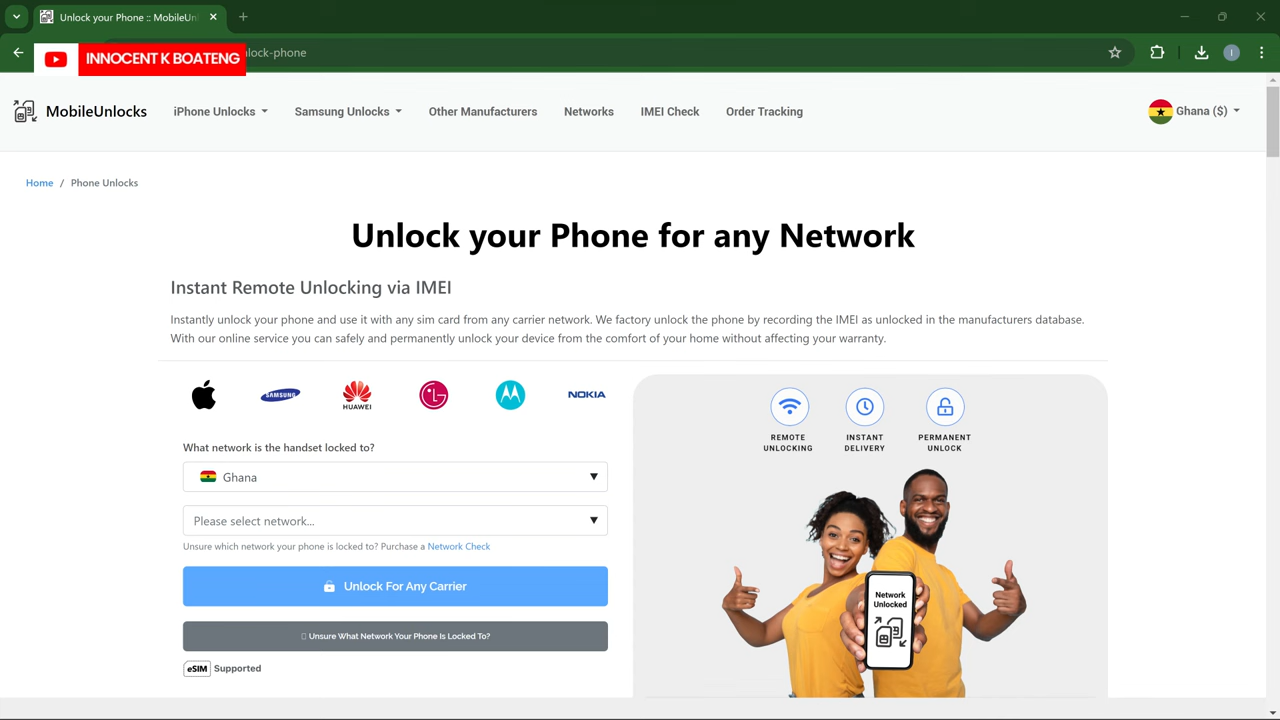 Unlock your Phone :: MobileUnl
INNOCENT K BOATENG
lock-phone
I
MobileUnlocks
iPhone Unlocks
Samsung Unlocks
Other Manufacturers
Networks
IMEI Check
Order Tracking
Ghana ($)
Home / Phone Unlocks
Unlock your Phone for any Network
Instant Remote Unlocking via IMEI
Instantly unlock your phone and use it with any sim card from any carrier network. We factory unlock the phone by recording the IMEI as unlocked in the manufacturers database.
With our online service you can safely and permanently unlock your device from the comfort of your home without affecting your warranty.
SAMSUNG
HUAWEI
LG
NOKIA
REMOTE
UNLOCKING
INSTANT
DELIVERY
PERMANENT
UNLOCK
What network is the handset locked to?
Ghana
Please select network...
Unsure which network your phone is locked to? Purchase a Network Check
Unlock For Any Carrier
Unsure What Network Your Phone Is Locked To?
eSIM Supported
Network
Unlocked